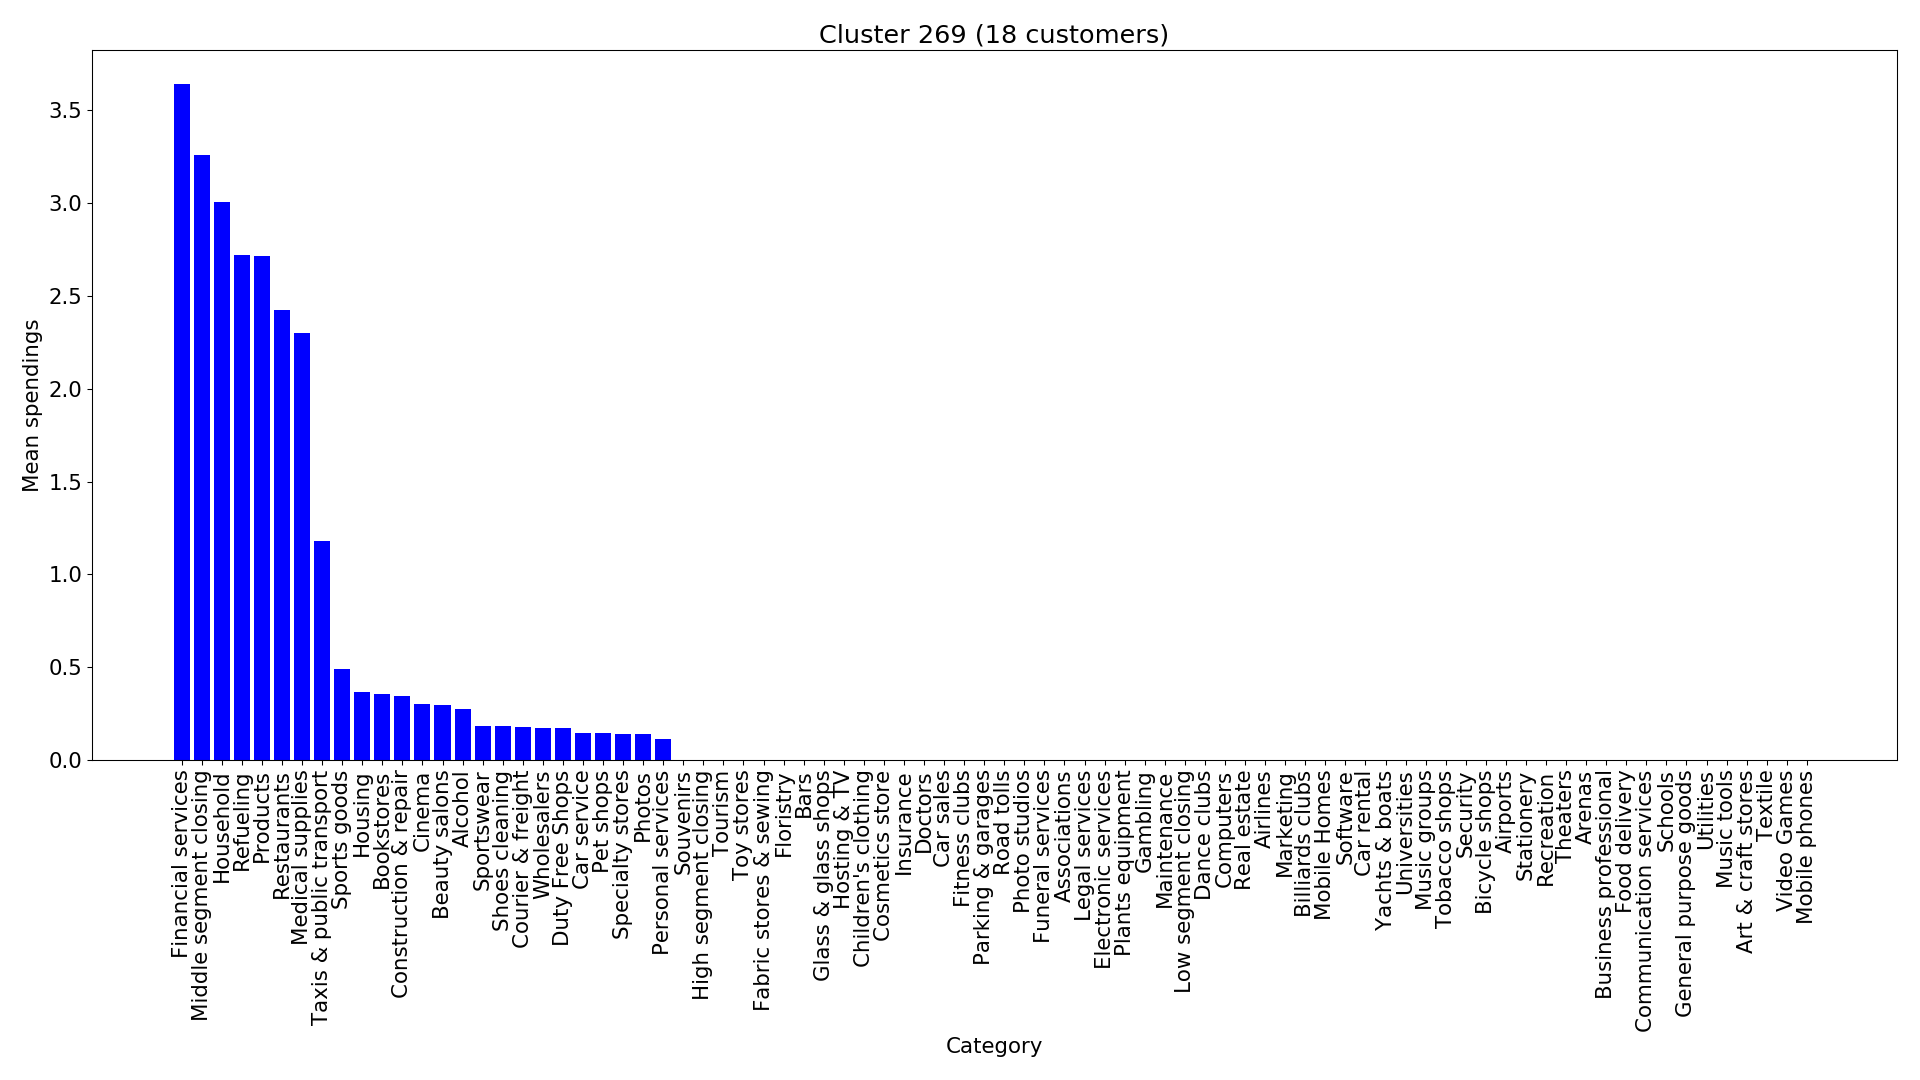 Cluster 269 (18 customers)
3.5
3.0
2.5
2.0
1.5
1.0
0.5
0.0
Mean spendings
Financial services
Middle segment closing
Household
Refueling
Products
Restaurants
Medical supplies
Taxis & public transport
Sports goods
Housing
Bookstores
Construction & repair
Cinema
Beauty salons
Alcohol
Sportswear
Shoes cleaning
Courier & freight
Wholesalers
Duty Free Shops
Car service
Pet shops
Specialty stores
Photos
Personal services
Souvenirs
High segment closing
Tourism
Toy stores
Fabric stores & sewing
Floristry
Bars
Glass & glass shops
Hosting & TV
Children's clothing
Cosmetics store
Insurance
Doctors
Car sales
Fitness clubs
Parking & garages
Road tolls
Photo studios
Funeral services
Associations
Legal services
Electronic services
Plants equipment
Gambling
Maintenance
Low segment closing
Dance clubs
Computers
Real estate
Airlines
Marketing
Billiards clubs
Mobile Homes
Software
Car rental
Yachts & boats
Universities
Music groups
Tobacco shops
Security
Bicycle shops
Airports
Stationery
Recreation
Theaters
Arenas
Business professional
Food delivery
Communication services
Schools
General purpose goods
Utilities
Music tools
Art & craft stores
Textile
Video Games
Mobile phones
Category